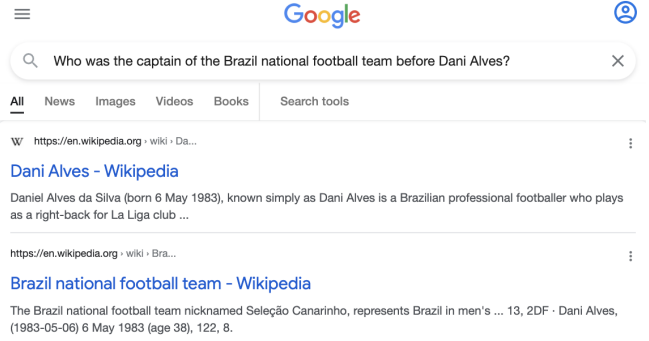 Google
Who was the captain of the Brazil national football team before Dani Alves?
All News Images Videos Books Search tools
W https://en.wikipedia.org › wiki › Da...
Dani Alves - Wikipedia
Daniel Alves da Silva (born 6 May 1983), known simply as Dani Alves is a Brazilian professional footballer who plays
as a right-back for La Liga club ...
https://en.wikipedia.org › wiki › Bra...
Brazil national football team - Wikipedia
The Brazil national football team nicknamed Seleção Canarinho, represents Brazil in men's ... 13, 2DF · Dani Alves,
(1983-05-06) 6 May 1983 (age 38), 122, 8.